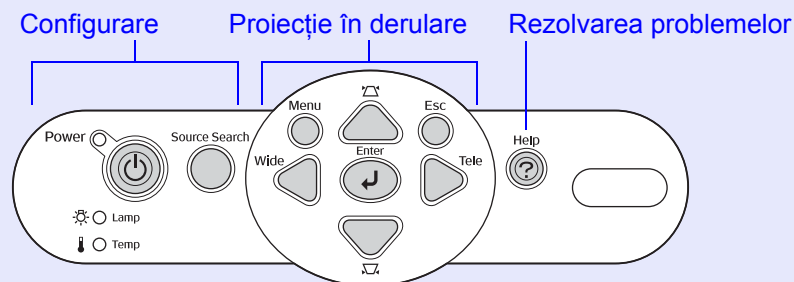 Configurare
Proiecție în derulare
Rezolvarea problemelor
Power
Source Search
Menu
Esc
Wide
Enter
Tele
Help
?
Lamp
Temp